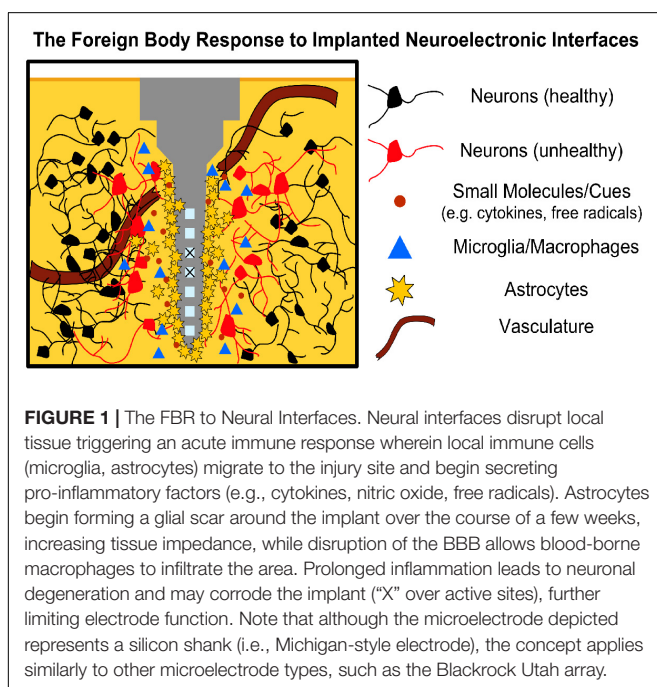 The Foreign Body Response to Implanted Neuroelectronic Interfaces
Neurons (healthy)
Neurons (unhealthy)
Small Molecules/Cues
(e.g. cytokines, free radicals)
Microglia/Macrophages
Astrocytes
Vasculature
FIGURE 1 | The FBR to Neural Interfaces. Neural interfaces disrupt local
tissue triggering an acute immune response wherein local immune cells
(microglia, astrocytes) migrate to the injury site and begin secreting
pro-inflammatory factors (e.g., cytokines, nitric oxide, free radicals). Astrocytes
begin forming a glial scar around the implant over the course of a few weeks,
increasing tissue impedance, while disruption of the BBB allows blood-borne
macrophages to infiltrate the area. Prolonged inflammation leads to neuronal
degeneration and may corrode the implant (“X” over active sites), further
limiting electrode function. Note that although the microelectrode depicted
represents a silicon shank (i.e., Michigan-style electrode), the concept applies
similarly to other microelectrode types, such as the Blackrock Utah array.